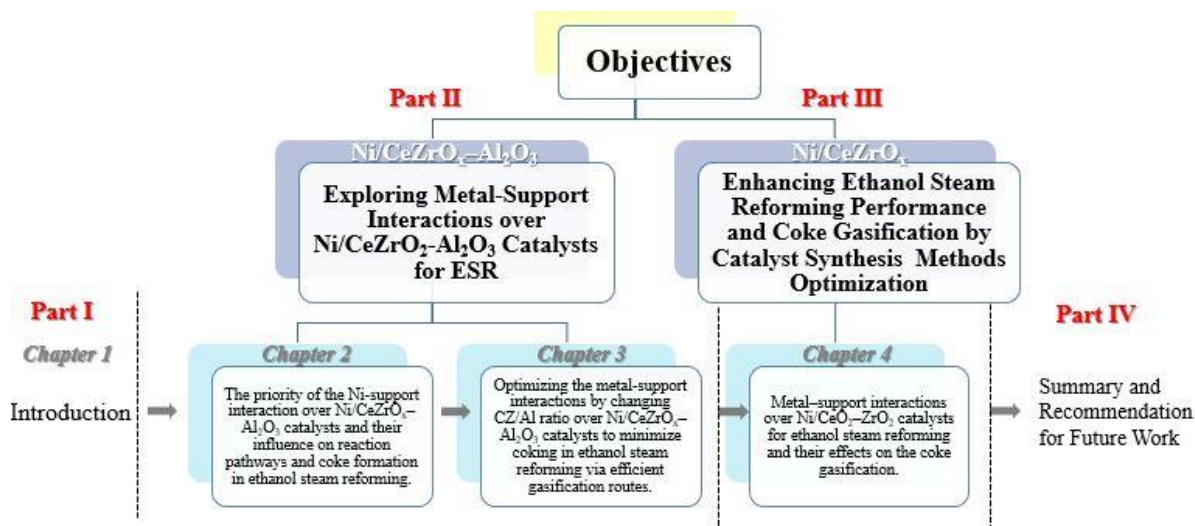 Objectives
Part II
Part III
Ni/CeZrOₓ–Al₂O₃
Exploring Metal-Support
Interactions over
Ni/CeZrO₂-Al₂O₃ Catalysts
for ESR
Ni/CeZrOₓ
Enhancing Ethanol Steam
Reforming Performance
and Coke Gasification by
Catalyst Synthesis Methods
Optimization
Part I
Chapter 1
Introduction
Chapter 2
The priority of the Ni-support
interaction over Ni/CeZrOₓ–
Al₂O₃ catalysts and their
influence on reaction
pathways and coke formation
in ethanol steam reforming.
Chapter 3
Optimizing the metal-support
interactions by changing
CZ/Al ratio over Ni/CeZrOₓ–
Al₂O₃ catalysts to minimize
coking in ethanol steam
reforming via efficient
gasification routes.
Chapter 4
Metal–support interactions
over Ni/CeO₂–ZrO₂ catalysts
for ethanol steam reforming
and their effects on the coke
gasification.
Part IV
Summary and
Recommendation
for Future Work